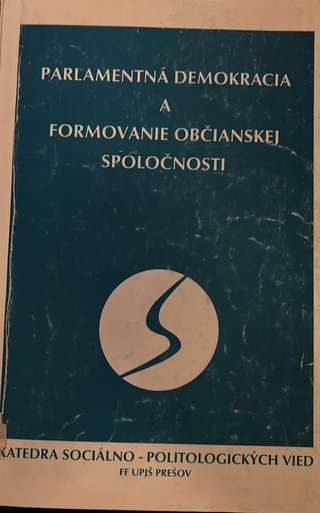 PARLAMENTNÁ DEMOKRACIA
A
FORMOVANIE OBČIANSKEJ
SPOLOČNOSTI
KATEDRA SOCIÁLNO - POLITOLOGICKÝCH VIED
FF UPJŠ PREŠOV